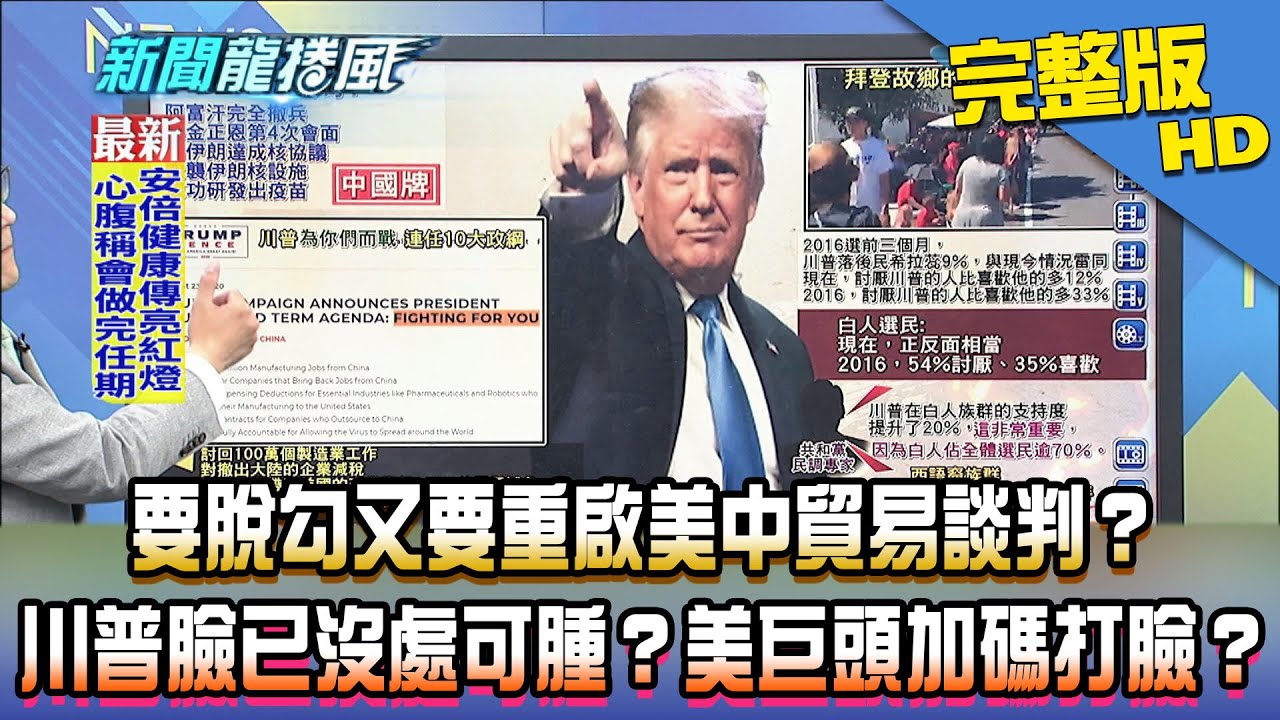 新聞龍捲風
完整版
HD
最新
安倍健康傳亮紅燈
心腹稱會做完任期
阿富汗完全撤兵
金正恩第4次會面
伊朗達成核協議
襲伊朗核設施
功研發出疫苗
中國牌
RUMP
ENCE
川普為你們而戰 連任10大政綱
CAMPAIGN ANNOUNCES PRESIDENT
D TERM AGENDA: FIGHTING FOR YOU
CHINA
illion Manufacturing Jobs from China
or Companies that Bring Back Jobs from China
pensing Deductions for Essential Industries like Pharmaceuticals and Robotics who
heir Manufacturing to the United States
ontracts for Companies who Outsource to China
ully Accountable for Allowing the Virus to Spread around the World
討回100萬個製造業工作
對撤出大陸的企業減稅
拜登故鄉的
2016選前三個月，
川普落後民希拉蕊9%，與現今情況雷同
現在，討厭川普的人比喜歡他的多12%
2016，討厭川普的人比喜歡他的多33%
白人選民:
現在，正反面相當
2016，54%討厭、35%喜歡
川普在白人族群的支持度
提升了20%，這非常重要，
因為白人佔全體選民逾70%。
共和黨
民調專家
西語裔族群
要脫勾又要重啟美中貿易談判？
川普臉已沒處可腫？美巨頭加碼打臉？